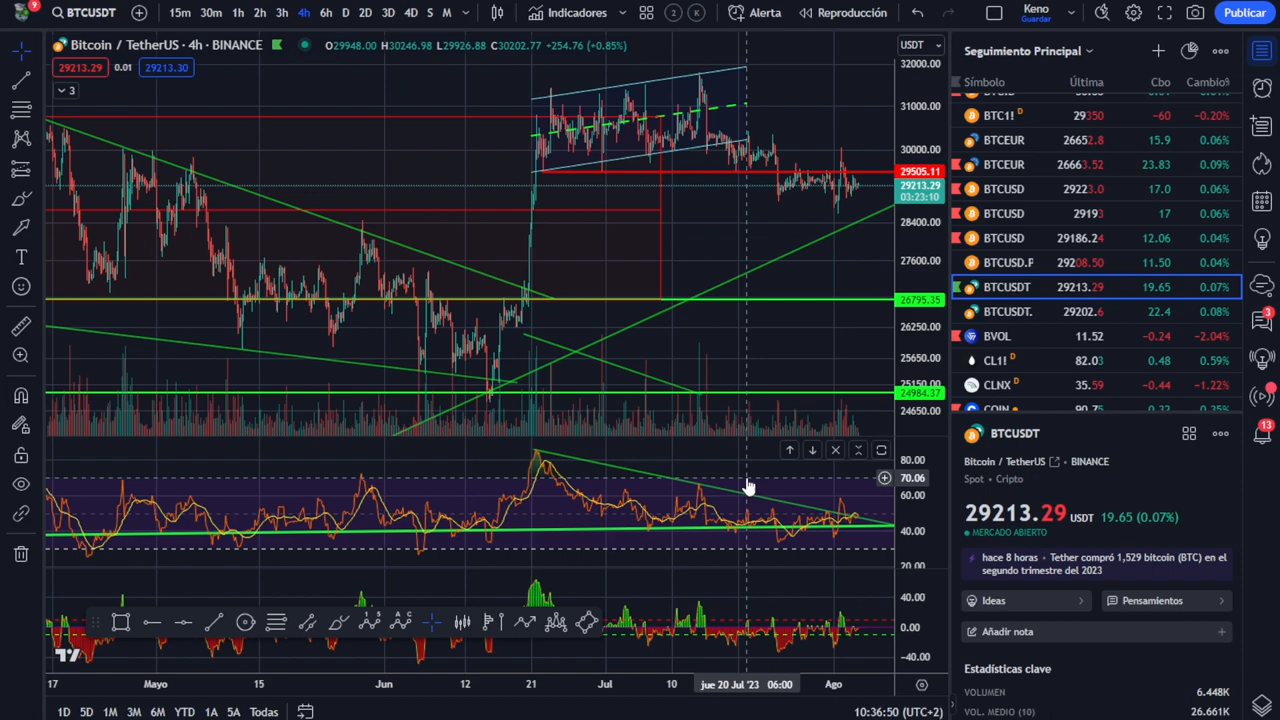 9
BTCUSDT
15m 30m 1h 2h 3h 4h 6h D 2D 3D 4D S M
Indicadores
2
K
Alerta
Reproducción
Keno
Guardar
Publicar
Bitcoin / TetherUS · 4h · BINANCE
O29948.00 H30246.98 L29926.88 C30202.77 +254.76 (+0.85%)
29213.29 0.01 29213.30
3
USDT
32000.00
31000.00
30000.00
29505.11
29213.29
03:23:10
28400.00
27600.00
26795.35
26250.00
25650.00
25150.00
24984.37
24650.00
80.00
70.06
60.00
40.00
20.00
40.00
0.00
−40.00
17 Mayo 15 Jun 12 21 Jul 10 jue 20 Jul '23 06:00 Ago
1D 5D 1M 3M 6M YTD 1A 5A Todas
10:36:50 (UTC+2)
Seguimiento Principal
Símbolo Última Cbo Cambio%
BTC1! D 29350 −60 −0.20%
BTCEUR 26652.8 15.9 0.06%
BTCEUR 26663.52 23.83 0.09%
BTCUSD 29223.0 17.0 0.06%
BTCUSD 29193 17 0.06%
BTCUSD 29186.24 12.06 0.04%
BTCUSD.P 29208.50 11.50 0.04%
BTCUSDT 29213.29 19.65 0.07%
BTCUSDT. 29202.6 22.4 0.08%
BVOL 11.52 −0.24 −2.04%
CL1! D 82.03 0.48 0.59%
CLNX D 35.59 −0.44 −1.22%
COIN 90.75
BTCUSDT
Bitcoin / TetherUS BINANCE
Spot · Cripto
29213.29 USDT 19.65 (0.07%)
MERCADO ABIERTO
hace 8 horas · Tether compró 1,529 bitcoin (BTC) en el
segundo trimestre del 2023
Ideas
Pensamientos
Añadir nota
Estadísticas clave
VOLUMEN 6.448K
VOL. MEDIO (10) 26.661K
3
13